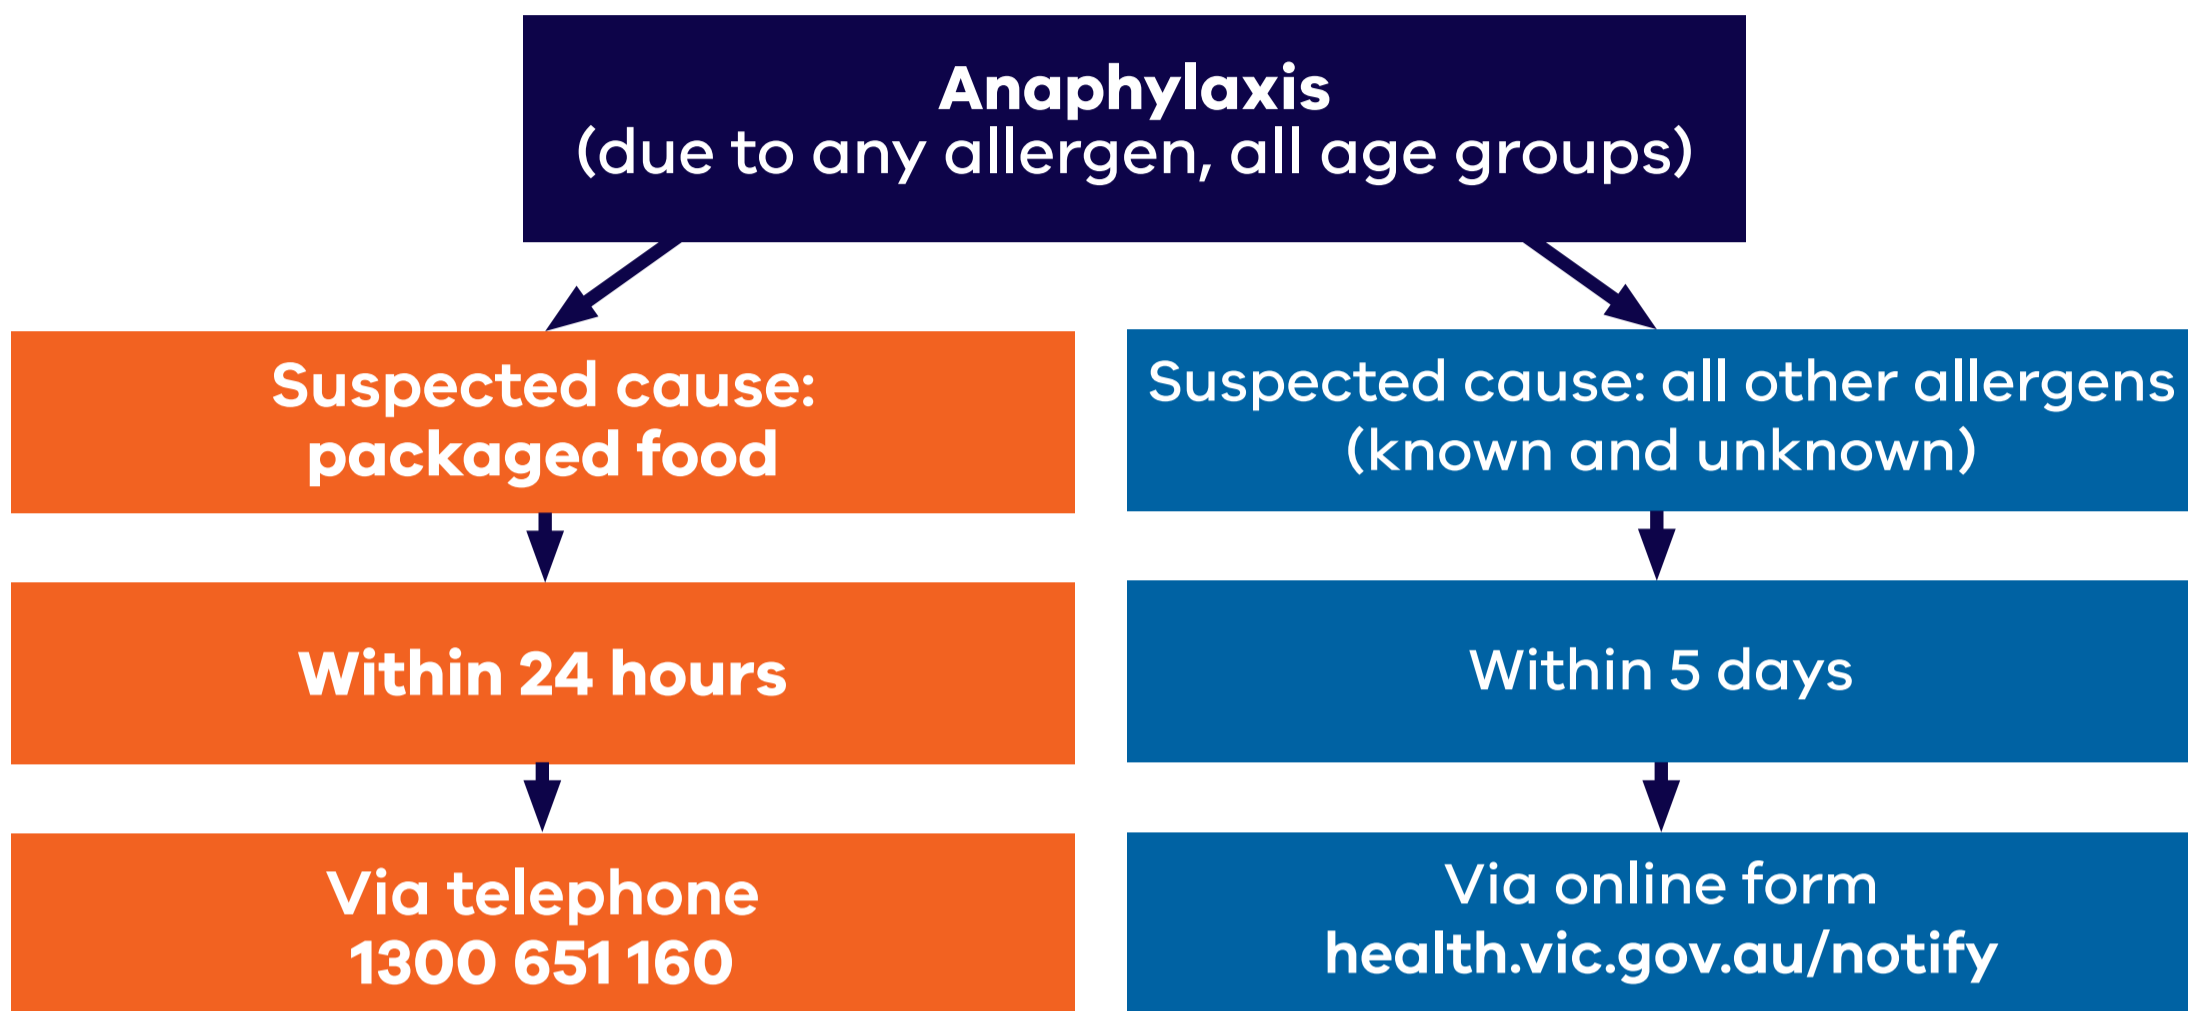 Anaphylaxis
(due to any allergen, all age groups)
Suspected cause:
packaged food
Within 24 hours
Via telephone
1300 651 160
Suspected cause: all other allergens
(known and unknown)
Within 5 days
Via online form
health.vic.gov.au/notify